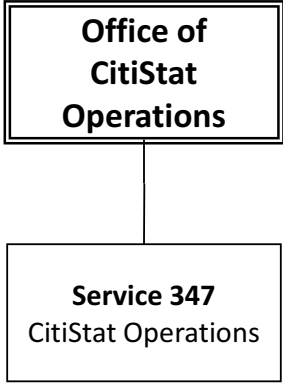 Office of
CitiStat
Operations
Service 347
CitiStat Operations